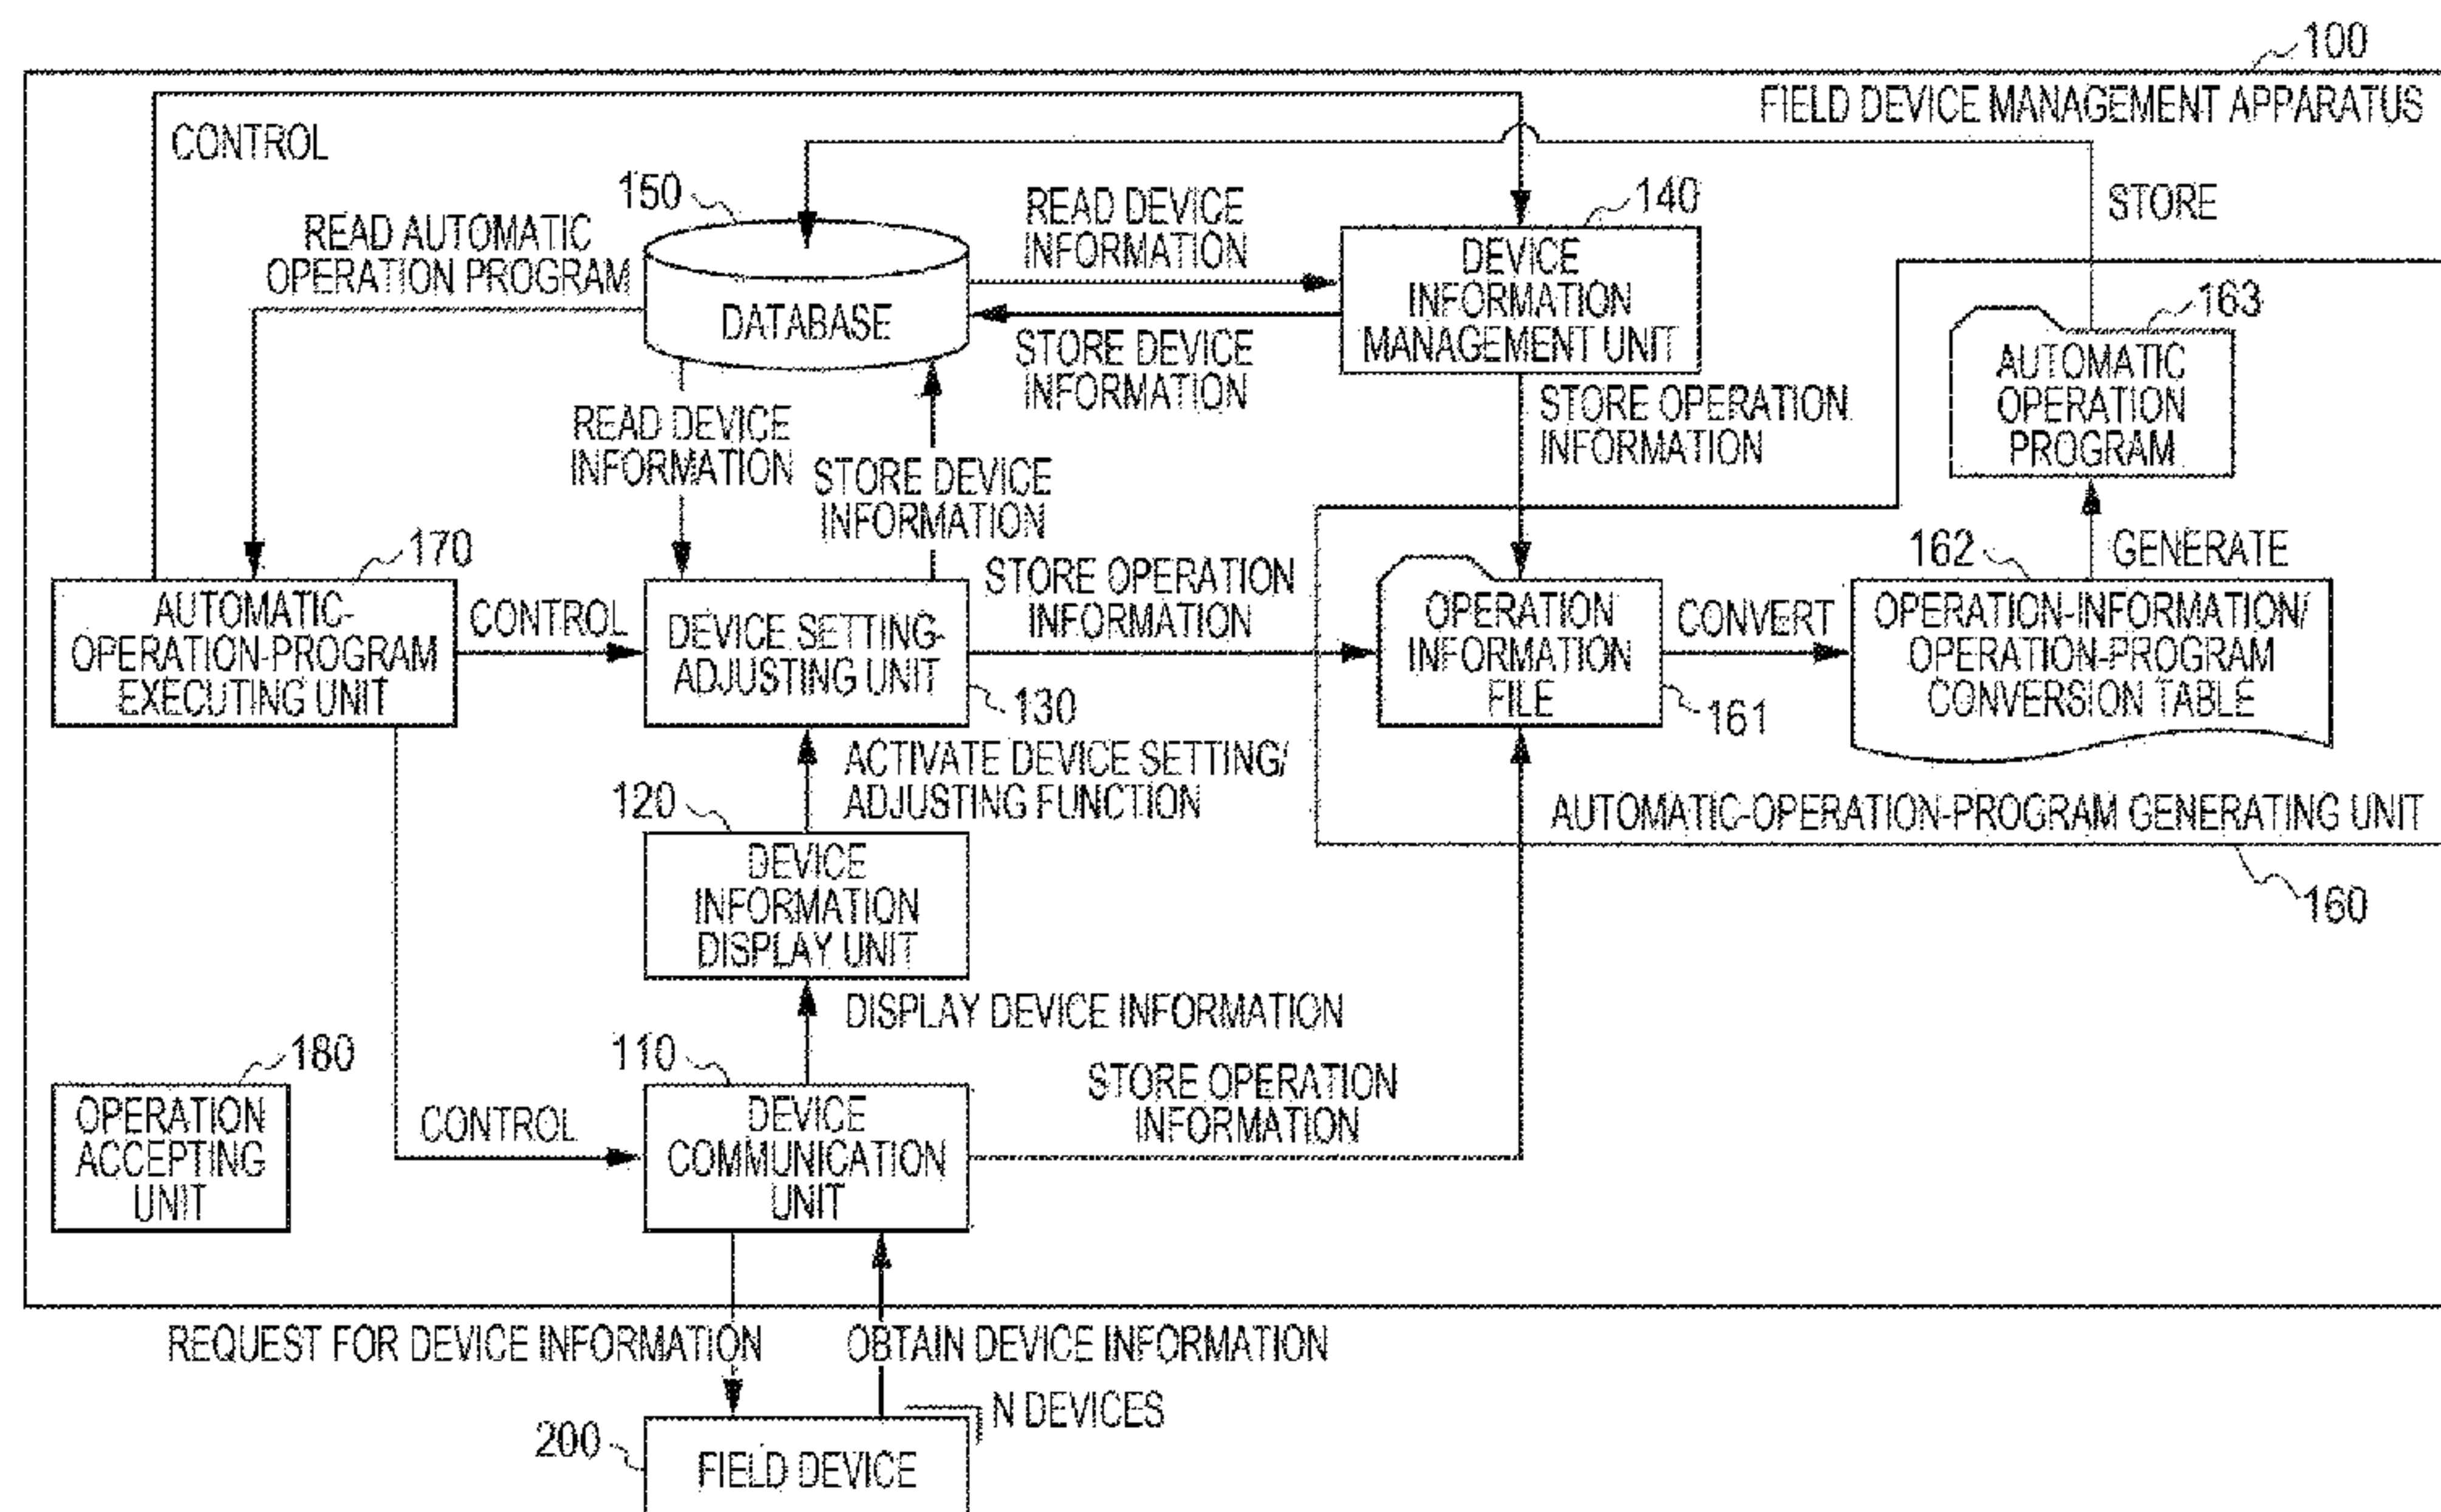 100
FIELD DEVICE MANAGEMENT APPARATUS
CONTROL
150
READ DEVICE
INFORMATION
140
STORE
READ AUTOMATIC
OPERATION PROGRAM
DATABASE
STORE DEVICE
INFORMATION
DEVICE
INFORMATION
MANAGEMENT UNIT
163
AUTOMATIC
OPERATION
PROGRAM
READ DEVICE
INFORMATION
STORE DEVICE
INFORMATION
STORE OPERATION
INFORMATION
170
AUTOMATIC-
OPERATION-PROGRAM
EXECUTING UNIT
CONTROL
DEVICE SETTING-
ADJUSTING UNIT
130
STORE OPERATION
INFORMATION
OPERATION
INFORMATION
FILE
161
CONVERT
162
GENERATE
OPERATION-INFORMATION/
OPERATION-PROGRAM
CONVERSION TABLE
ACTIVATE DEVICE SETTING/
ADJUSTING FUNCTION
120
DEVICE
INFORMATION
DISPLAY UNIT
AUTOMATIC-OPERATION-PROGRAM GENERATING UNIT
160
DISPLAY DEVICE INFORMATION
180
OPERATION
ACCEPTING
UNIT
CONTROL
110
DEVICE
COMMUNICATION
UNIT
STORE OPERATION
INFORMATION
REQUEST FOR DEVICE INFORMATION
OBTAIN DEVICE INFORMATION
N DEVICES
200
FIELD DEVICE